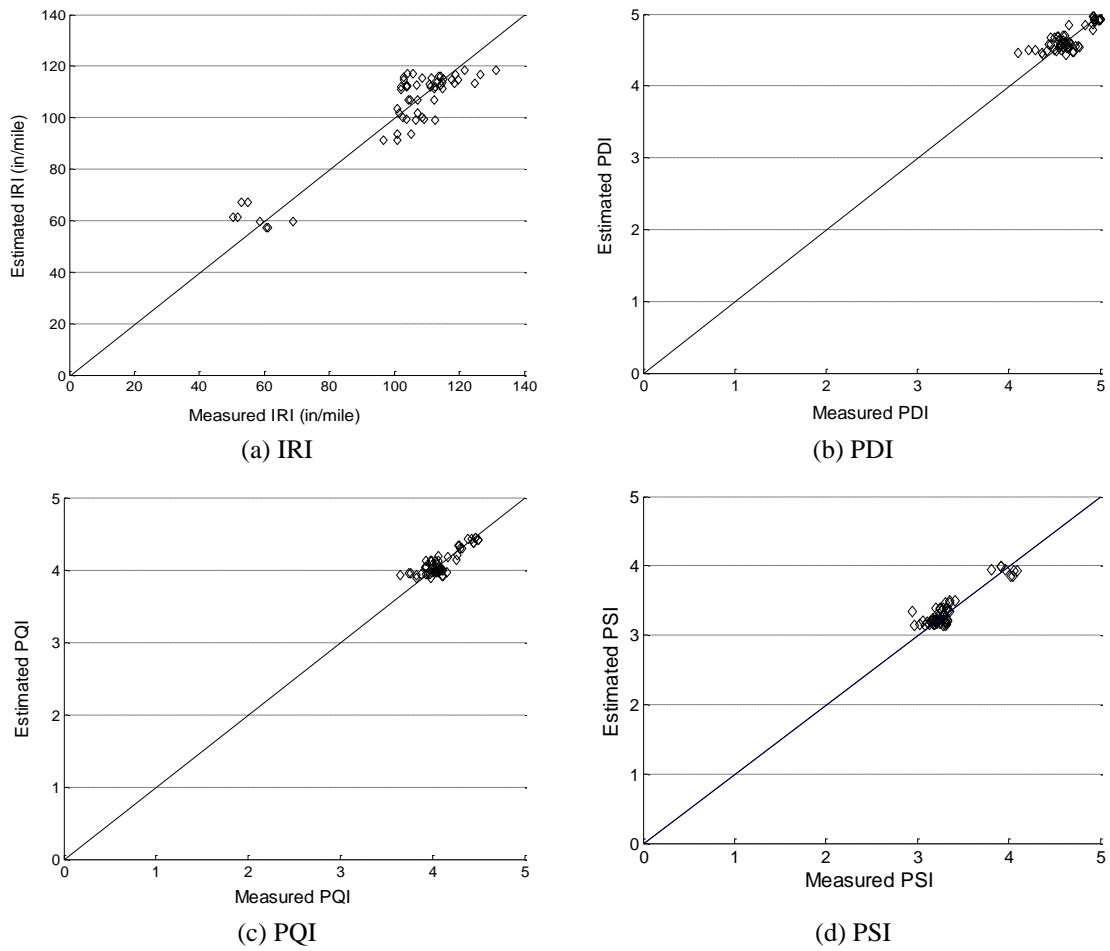 140
120
100
80
60
40
20
0
Estimated IRI (in/mile)
0 20 40 60 80 100 120 140
Measured IRI (in/mile)
(a) IRI
5
4
3
2
1
0
Estimated PDI
0 1 2 3 4 5
Measured PDI
(b) PDI
5
4
3
2
1
0
Estimated PQI
0 1 2 3 4 5
Measured PQI
(c) PQI
5
4
3
2
1
0
Estimated PSI
0 1 2 3 4 5
Measured PSI
(d) PSI